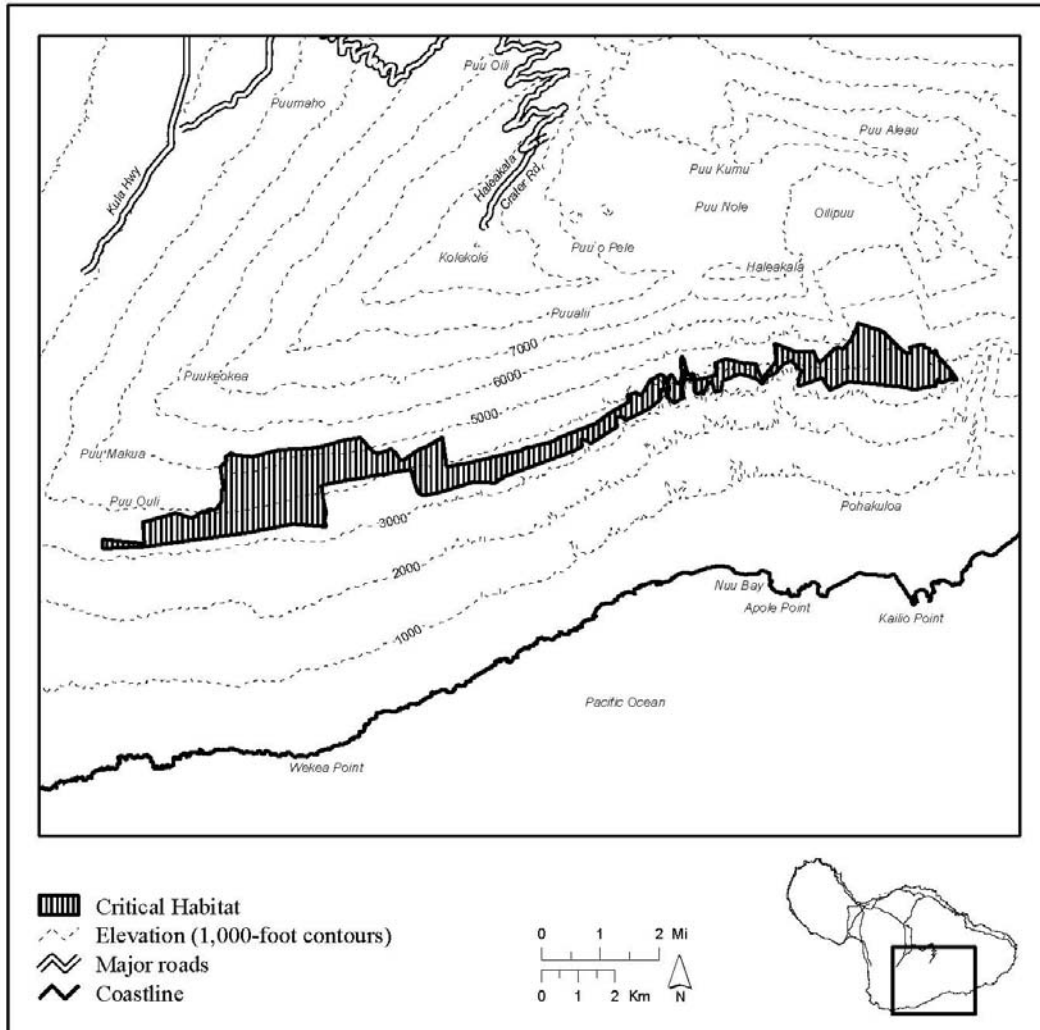 Puu Oili
Puumaho
Puu Aleau
Kula Hwy
Haleakala
Crater Rd,
Puu Kumu
Puu Nole
Oilipuu
Kolekole
Puu o Pele
Haleakala
Puualii
7000
6000
Puukeokea
5000
Puu Makua
Puu Ouli
3000
Pohakuloa
2000
Nuu Bay
Apole Point
Kailio Point
1000
Pacific Ocean
Wekea Point
Critical Habitat
Elevation (1,000-foot contours)
Major roads
Coastline
0 1 2 Mi
0 1 2 Km
N